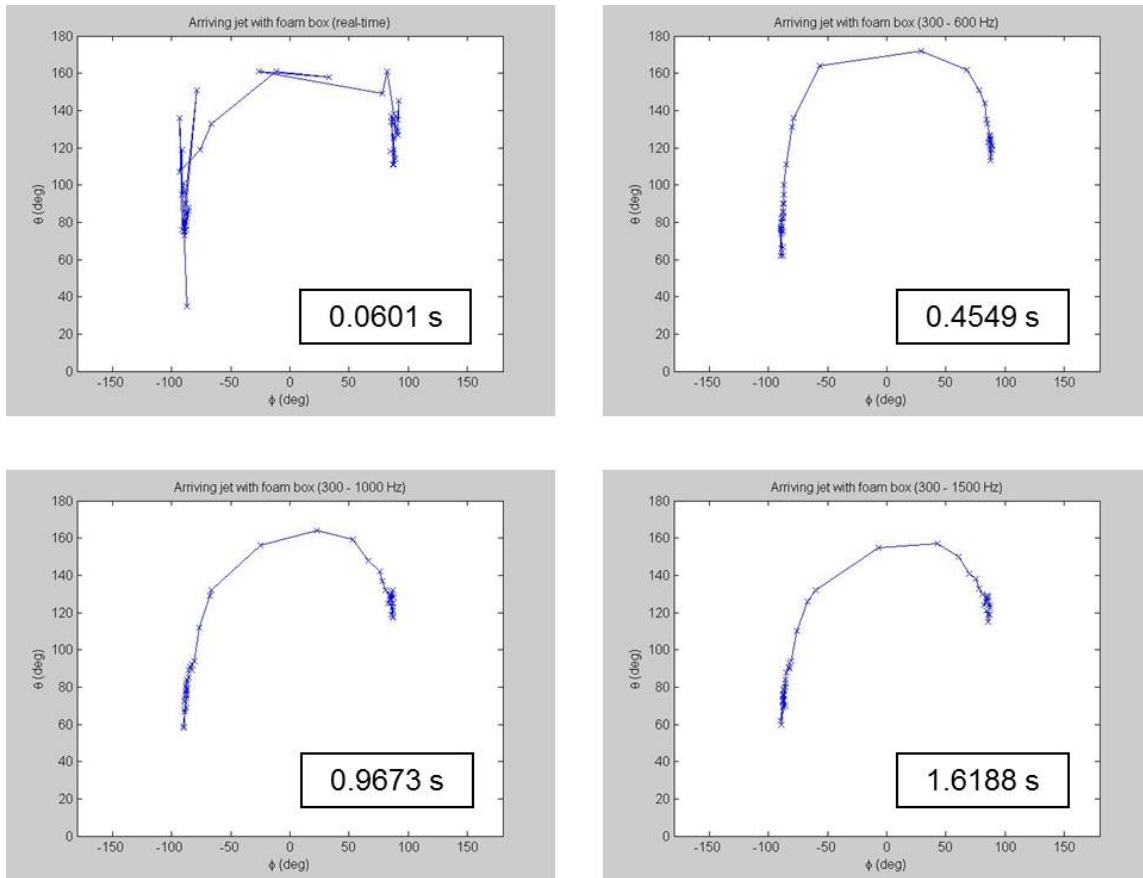 Arriving jet with foam box (real-time)
180
160
140
120
100
80
60
40
20
0
θ (deg)
0.0601 s
-150 -100 -50 0 50 100 150
ϕ (deg)
Arriving jet with foam box (300 - 600 Hz)
180
160
140
120
100
80
60
40
20
0
θ (deg)
0.4549 s
-150 -100 -50 0 50 100 150
ϕ (deg)
Arriving jet with foam box (300 - 1000 Hz)
180
160
140
120
100
80
60
40
20
0
θ (deg)
0.9673 s
-150 -100 -50 0 50 100 150
ϕ (deg)
Arriving jet with foam box (300 - 1500 Hz)
180
160
140
120
100
80
60
40
20
0
θ (deg)
1.6188 s
-150 -100 -50 0 50 100 150
ϕ (deg)